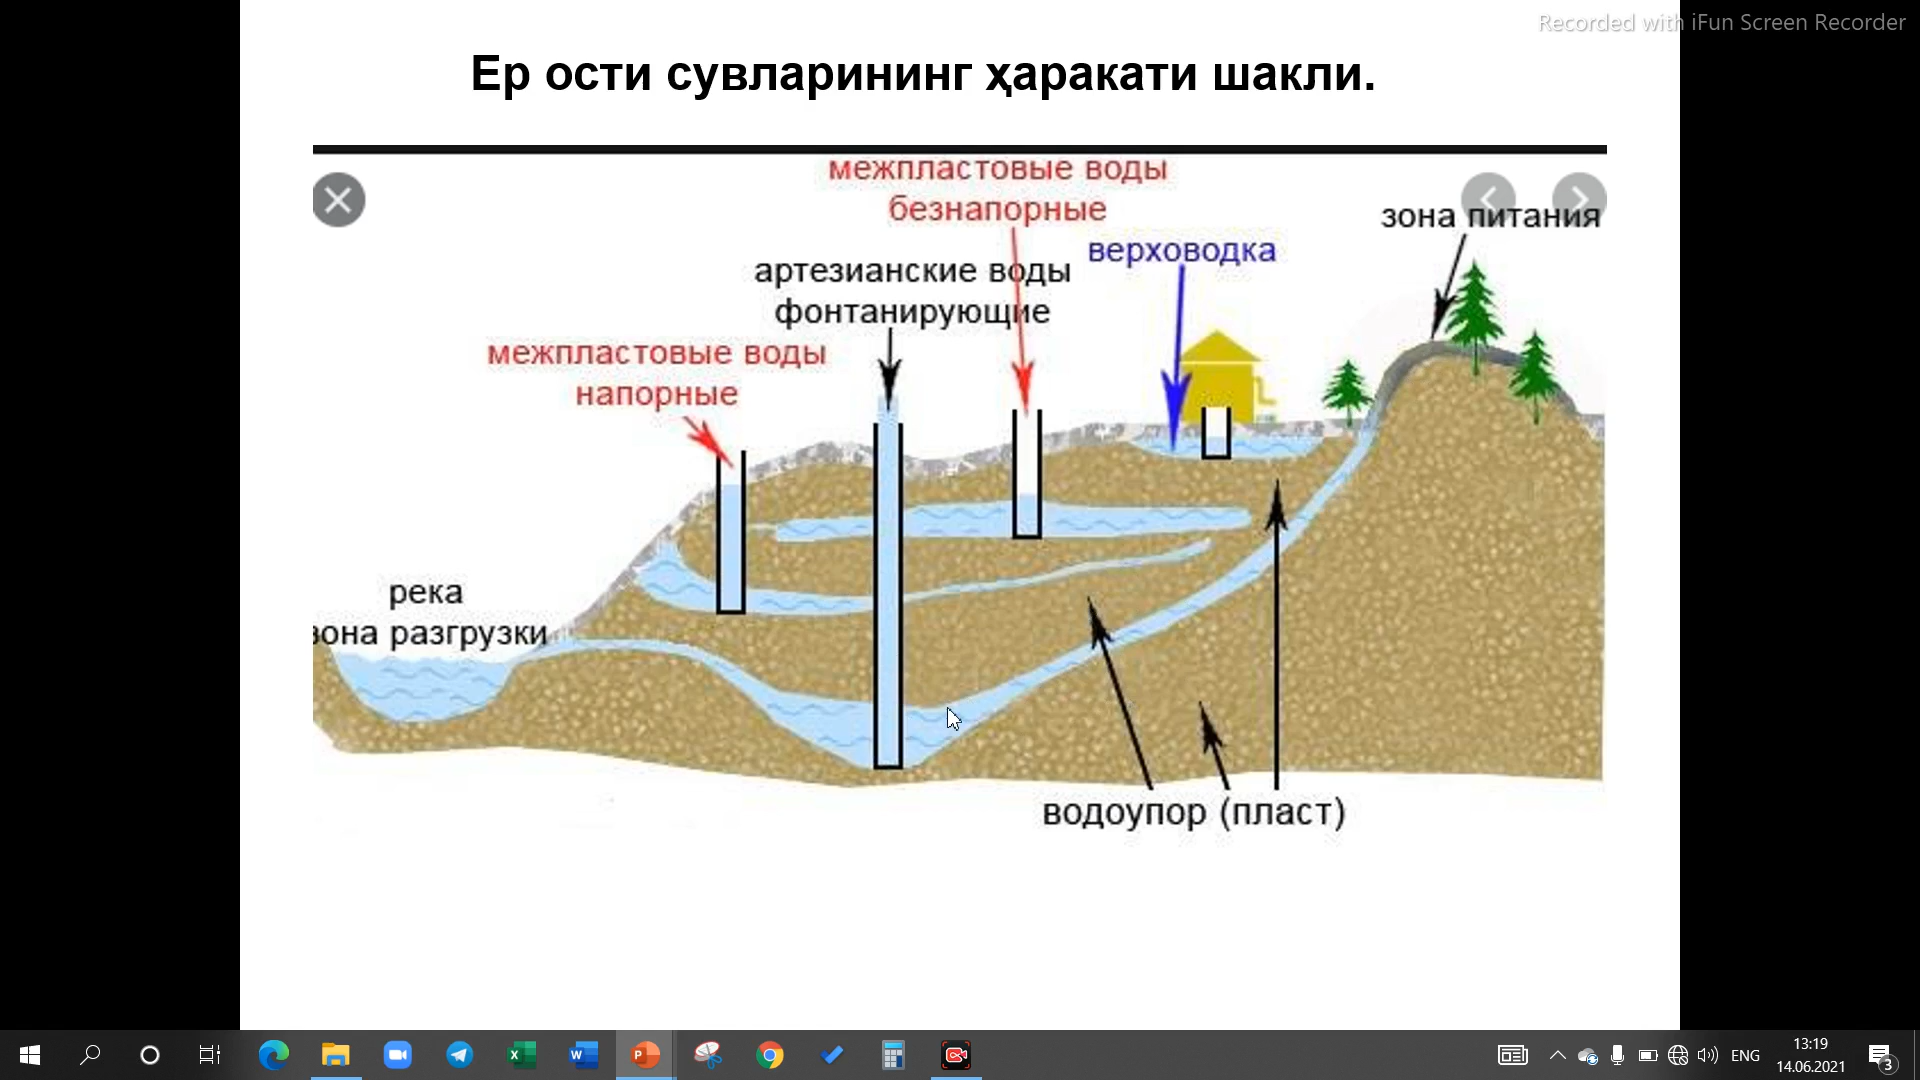 Recorded with iFun Screen Recorder
Ер ости сувларининг ҳаракати шакли.
межпластовые воды
безнапорные
зона питания
верховодка
артезианские воды
фонтанирующие
межпластовые воды
напорные
река
зона разгрузки
водоупор (пласт)
ENG
13:19
14.06.2021
3